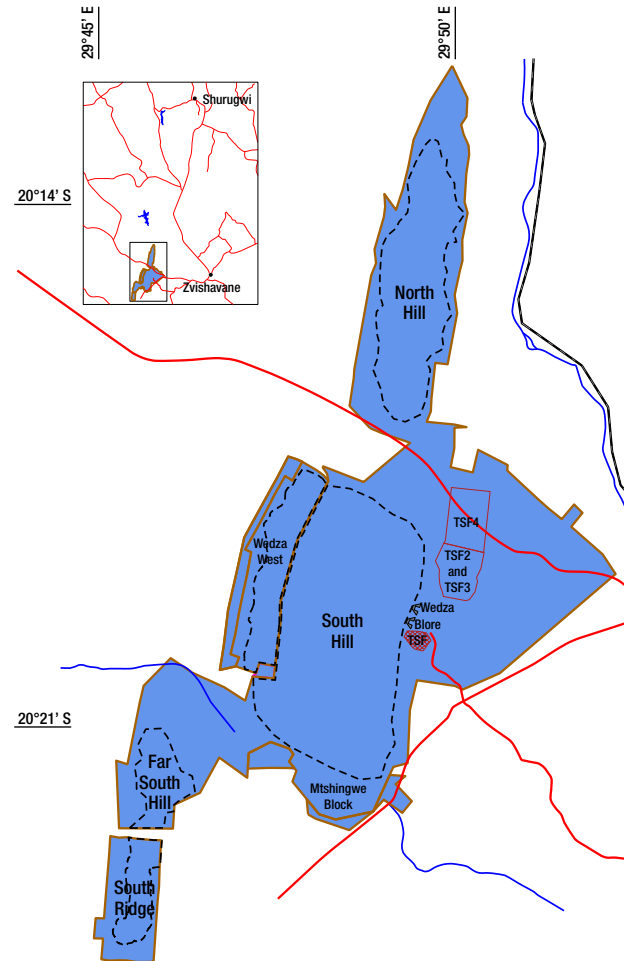 29°45' E
29°50' E
Shurugwi
20°14' S
Zvishavane
North
Hill
TSF4
Wedza
West
TSF2
and
TSF3
Wedza
Blore
South
Hill
TSF
20°21' S
Far
South
Hill
Mtshingwe
Block
South
Ridge